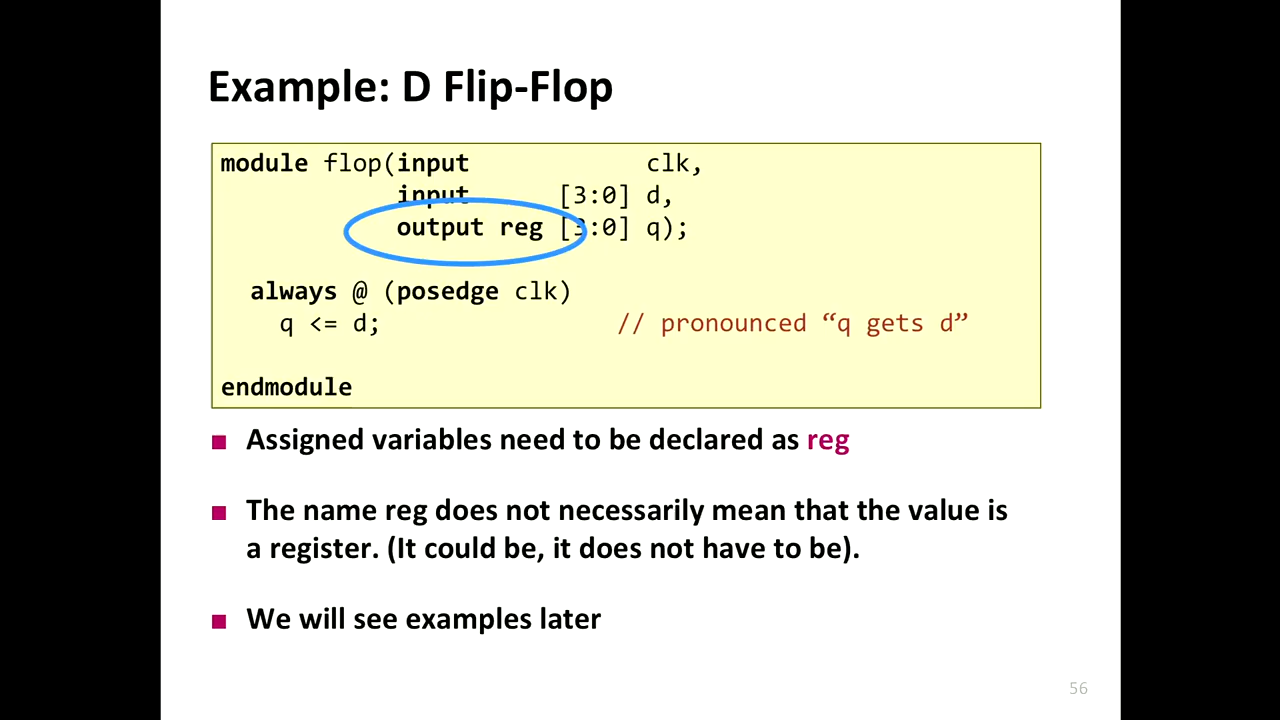 Example: D Flip-Flop
module flop(input            clk,
            input      [3:0] d,
            output reg [3:0] q);
  always @ (posedge clk)
    q <= d;                // pronounced “q gets d”
endmodule
■ Assigned variables need to be declared as reg
■ The name reg does not necessarily mean that the value is
a register. (It could be, it does not have to be).
■ We will see examples later
56